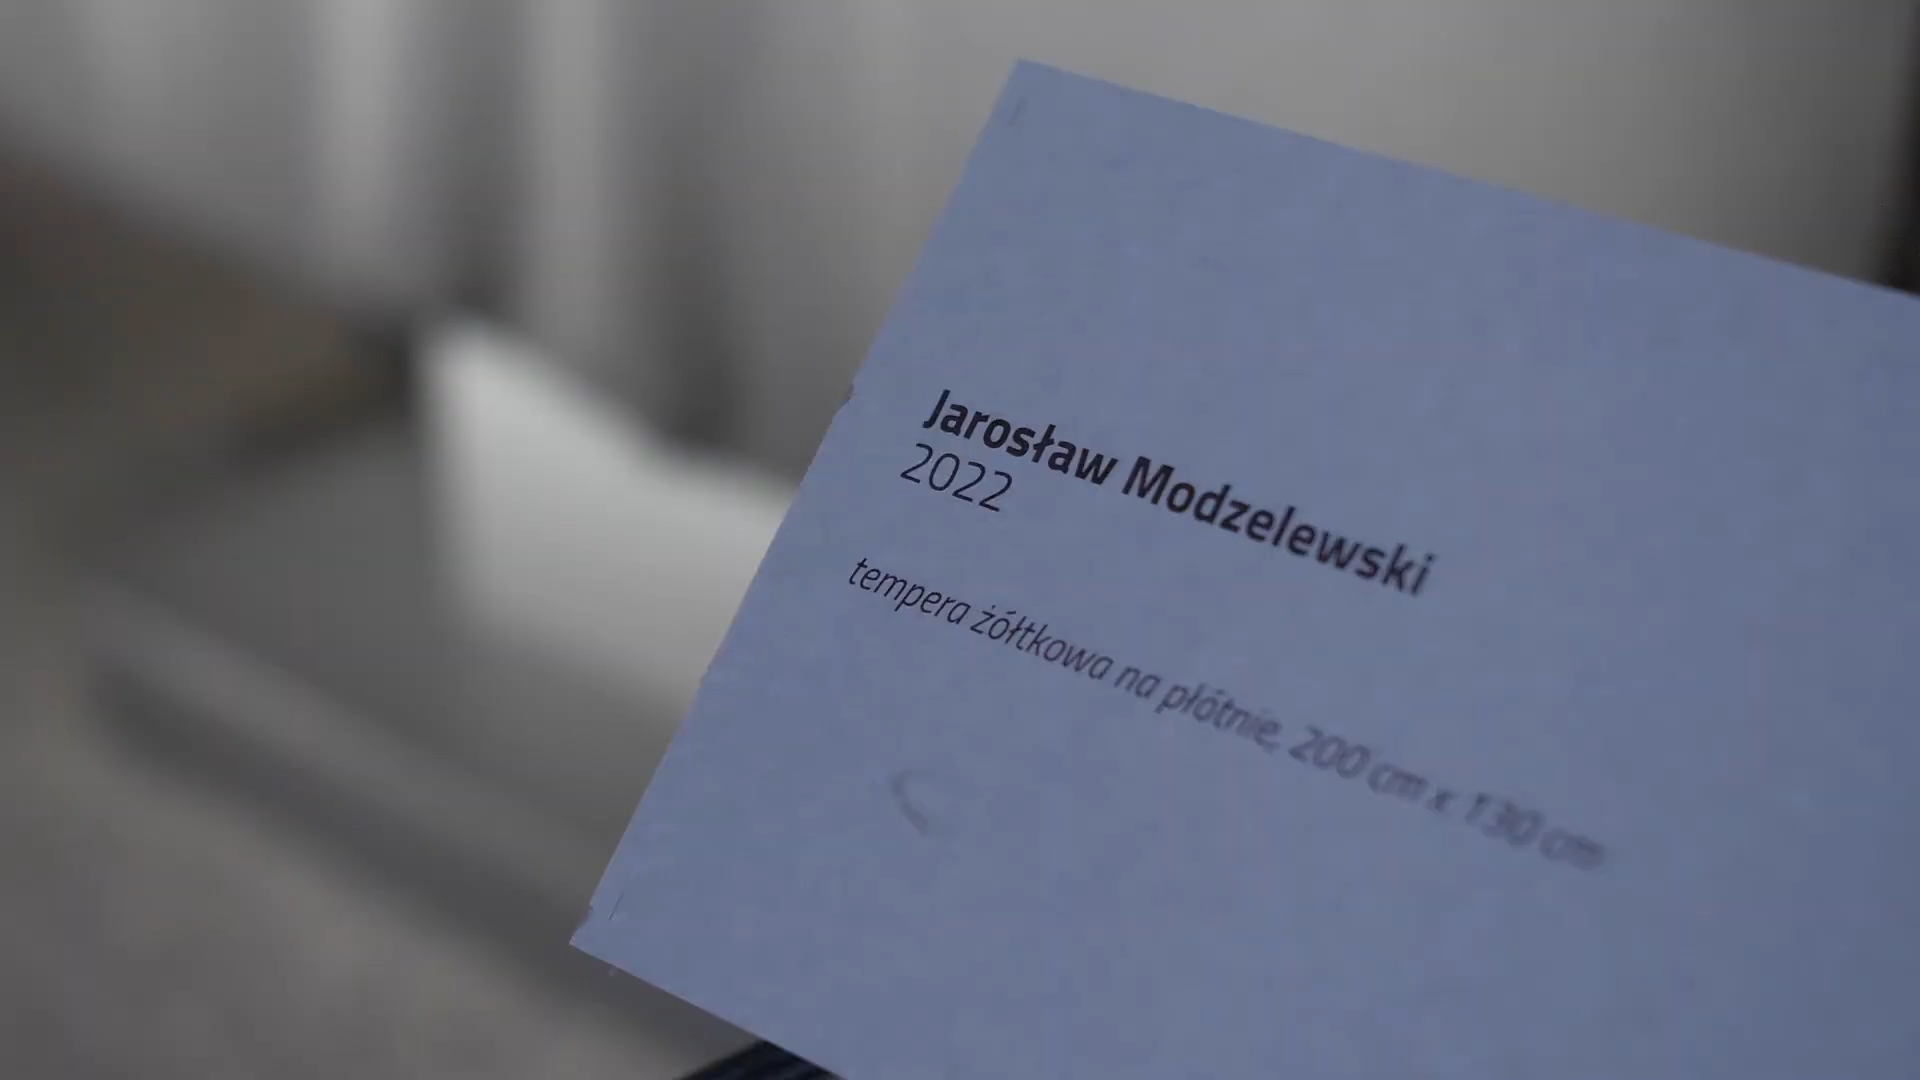 Jarosław Modzelewski
2022
tempera żółtkowa na płótnie, 200 cm x 130 cm